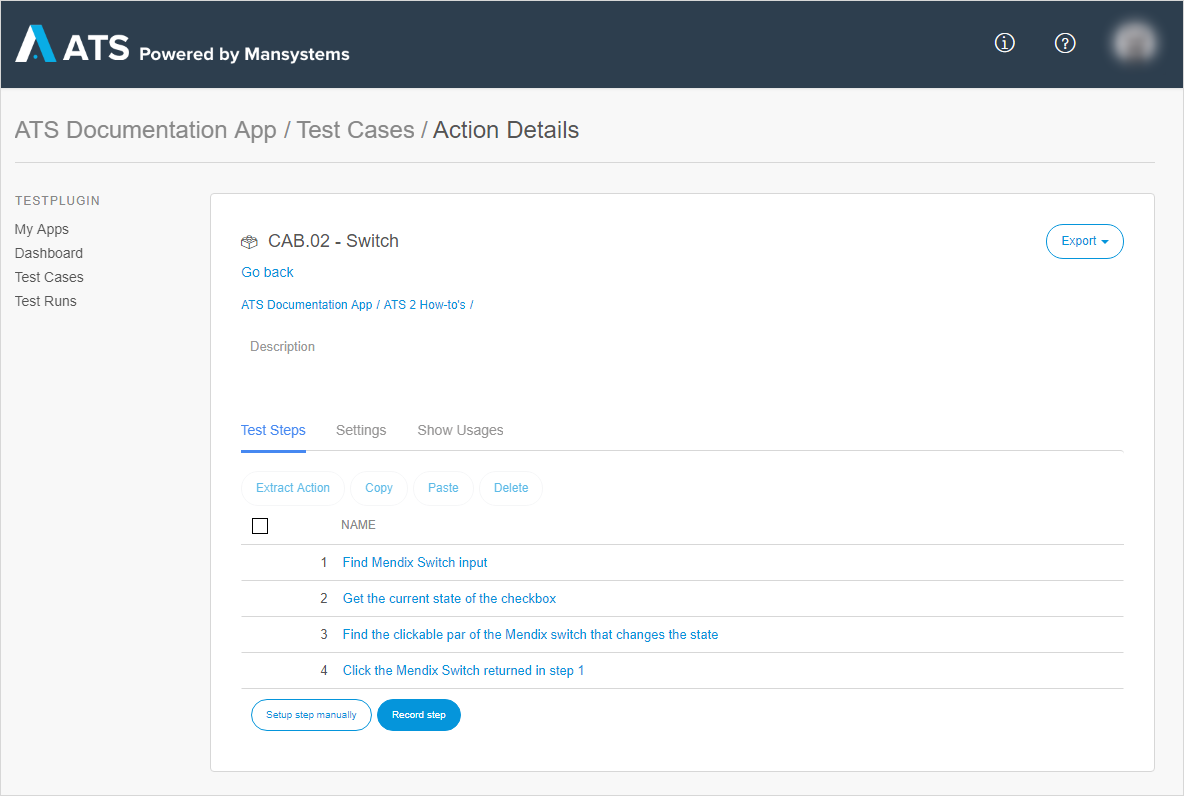 ATS Powered by Mansystems
ATS Documentation App / Test Cases / Action Details
TESTPLUGIN
My Apps
Dashboard
Test Cases
Test Runs
CAB.02 - Switch
Export
Go back
ATS Documentation App / ATS 2 How-to's /
Description
Test Steps Settings Show Usages
Extract Action Copy Paste Delete
NAME
1 Find Mendix Switch input
2 Get the current state of the checkbox
3 Find the clickable par of the Mendix switch that changes the state
4 Click the Mendix Switch returned in step 1
Setup step manually Record step